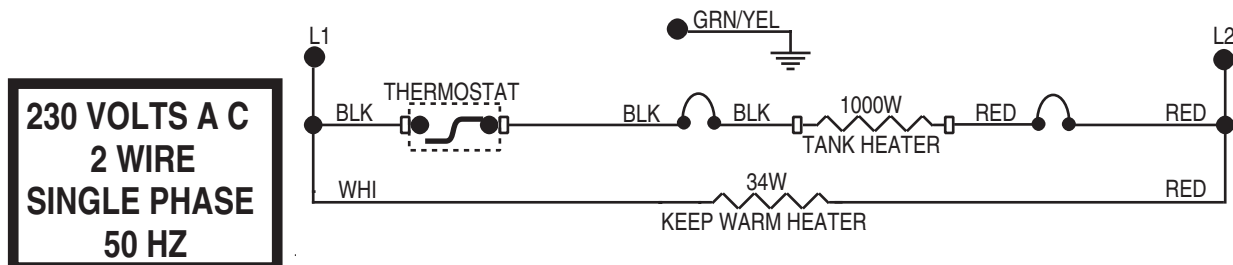 GRN/YEL
L1
L2
THERMOSTAT
230 VOLTS A C
2 WIRE
SINGLE PHASE
50 HZ
BLK
BLK
BLK
1000W
TANK HEATER
RED
RED
WHI
34W
KEEP WARM HEATER
RED